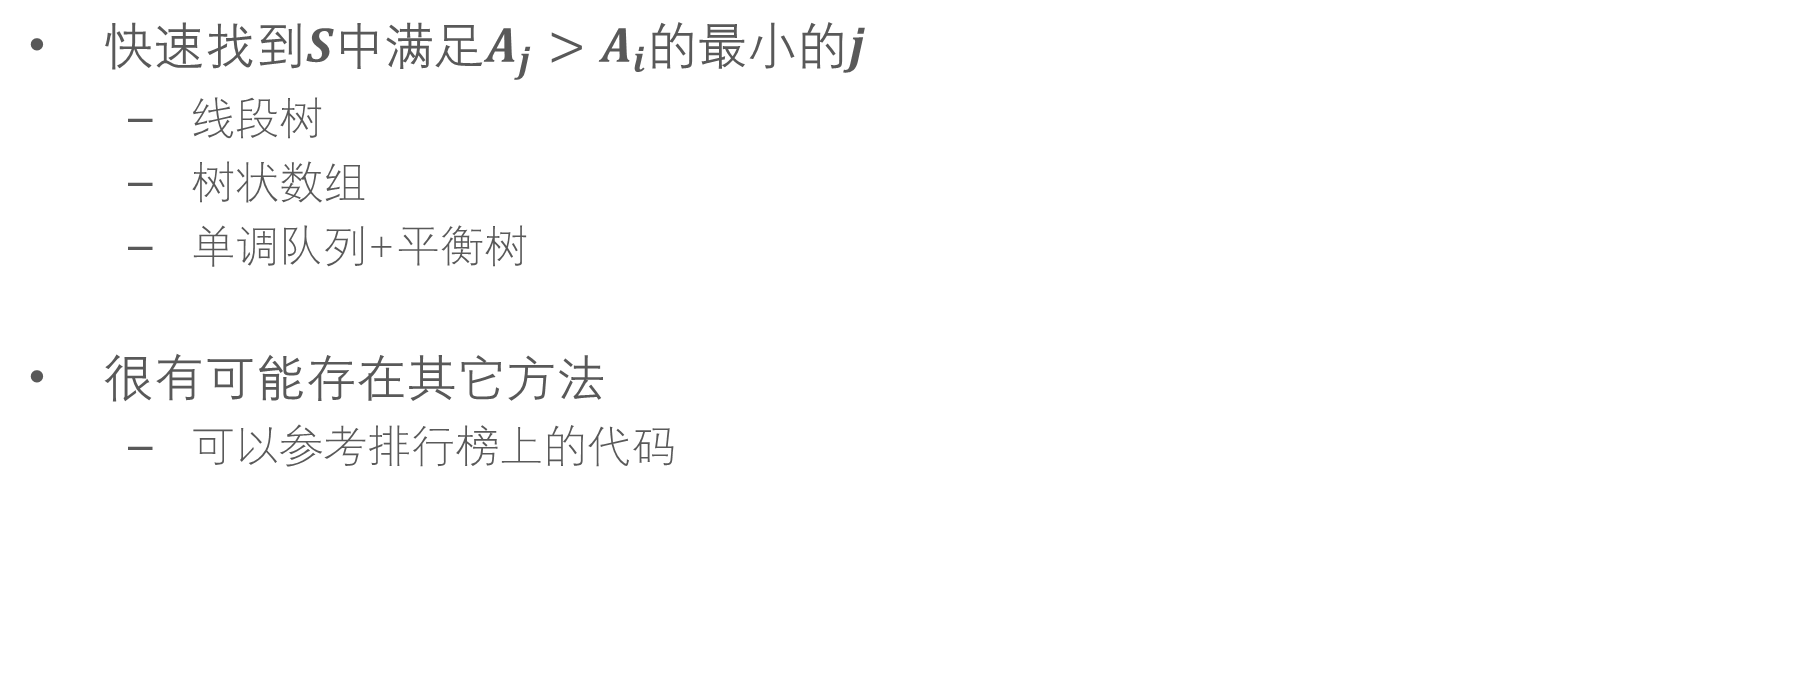 • 快速找到S中满足A_j > A_i的最小的j
– 线段树
– 树状数组
– 单调队列+平衡树
• 很有可能存在其它方法
– 可以参考排行榜上的代码